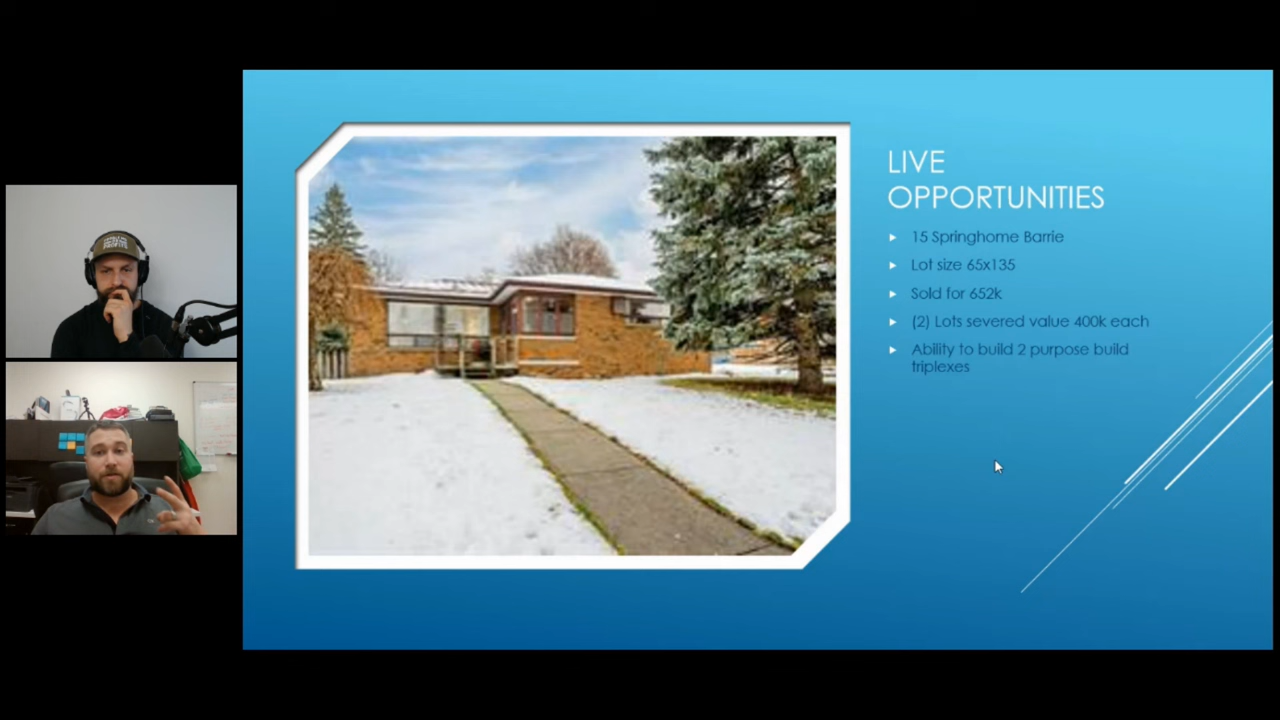 LIVE
OPPORTUNITIES
15 Springhome Barrie
Lot size 65x135
Sold for 652k
(2) Lots severed value 400k each
Ability to build 2 purpose build
triplexes